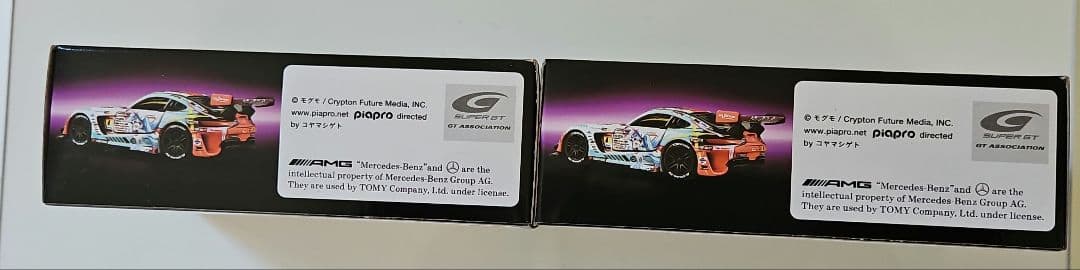 © モグモ / Crypton Future Media, INC.
www.piapro.net piapro directed
by コヤマシゲト
SUPER GT
GT ASSOCIATION
AMG "Mercedes-Benz" and are the
intellectual property of Mercedes-Benz Group AG.
They are used by TOMY Company, Ltd. under license.
© モグモ / Crypton Future Media, INC.
www.piapro.net piapro directed
by コヤマシゲト
SUPER GT
GT ASSOCIATION
AMG "Mercedes-Benz" and are the
intellectual property of Mercedes-Benz Group AG.
They are used by TOMY Company, Ltd. under license.